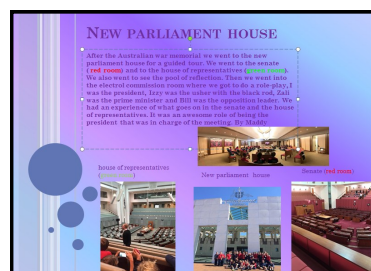 NEW PARLIAMENT HOUSE
After the Australian war memorial we went to the new
parliament house for a guided tour. We went to the senate
( red room) and to the house of representatives (green room).
We also went to see the pool of reflection. Then we went into
the electrol commission room where we got to do a role-play, I
was the president, Izzy was the usher with the black rod, Zali
was the prime minister and Bill was the opposition leader. We
had an experience of what goes on in the senate and the house
of representatives. It was an awesome role of being the
president that was in charge of the meeting. By Maddy
house of representatives
(green room)
New parliament house
Senate (red room)